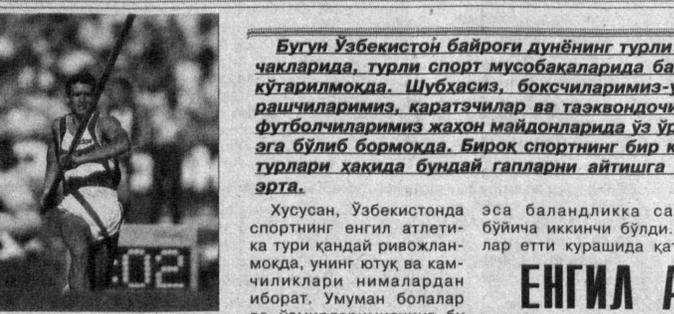 :02
Бугун Ўзбекистон байроғи дунёнинг турли
чакларида, турли спорт мусобақаларида ба
кўтарилмоқда. Шубҳасиз, боксчиларимиз-у
рашчиларимиз, каратэчилар ва таэквондочи
футболчиларимиз жаҳон майдонларида ўз ўр
эга бўлиб бормоқда. Бироқ спортнинг бир қ
турлари ҳақида бундай гапларни айтишга
эрта.
Хусусан, Ўзбекистонда
спортнинг енгил атлети-
ка тури қандай ривожлан-
моқда, унинг ютуқ ва кам-
чиликлари нималардан
иборат. Умуман болалар
эса баландликка са
бўйича иккинчи бўлди.
лар етти курашида қат
ЕНГИЛ А